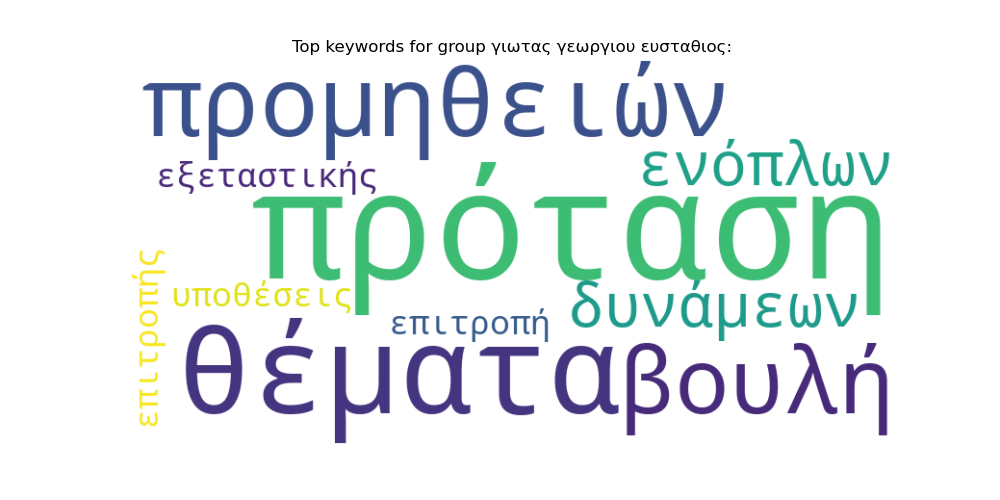 Top keywords for group γιωτας γεωργιου ευσταθιος:
προμηθειών
ενόπλων
εξεταστικής
πρόταση
επιτροπής
υποθέσεις
δυνάμεων
επιτροπή
θέματα
βουλή